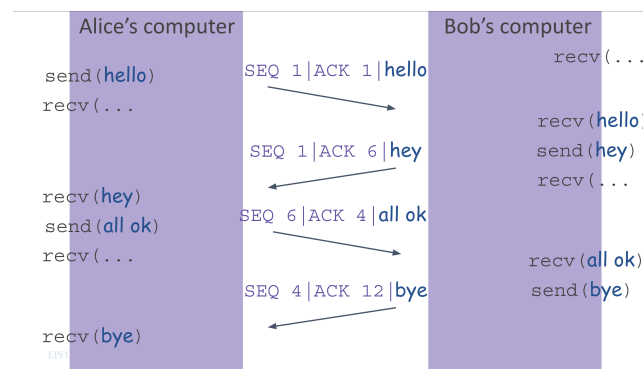 Alice's computer
Bob's computer
recv(...
SEQ 1|ACK 1|hello
send(hello)
recv(...
recv(hello)
SEQ 1|ACK 6|hey
send(hey)
recv(...
recv(hey)
SEQ 6|ACK 4|all ok
send(all ok)
recv(...
recv(all ok)
SEQ 4|ACK 12|bye
send(bye)
recv(bye)
EPFL